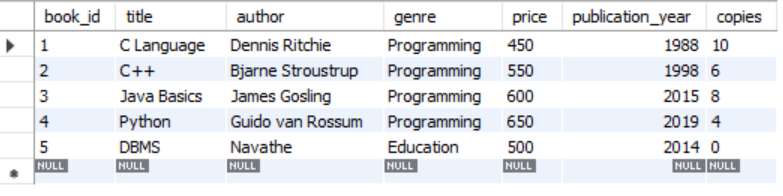 book_id title author genre price publication_year copies
1 C Language Dennis Ritchie Programming 450 1988 10
2 C++ Bjarne Stroustrup Programming 550 1998 6
3 Java Basics James Gosling Programming 600 2015 8
4 Python Guido van Rossum Programming 650 2019 4
5 DBMS Navathe Education 500 2014 0
NULL NULL NULL NULL NULL NULL NULL